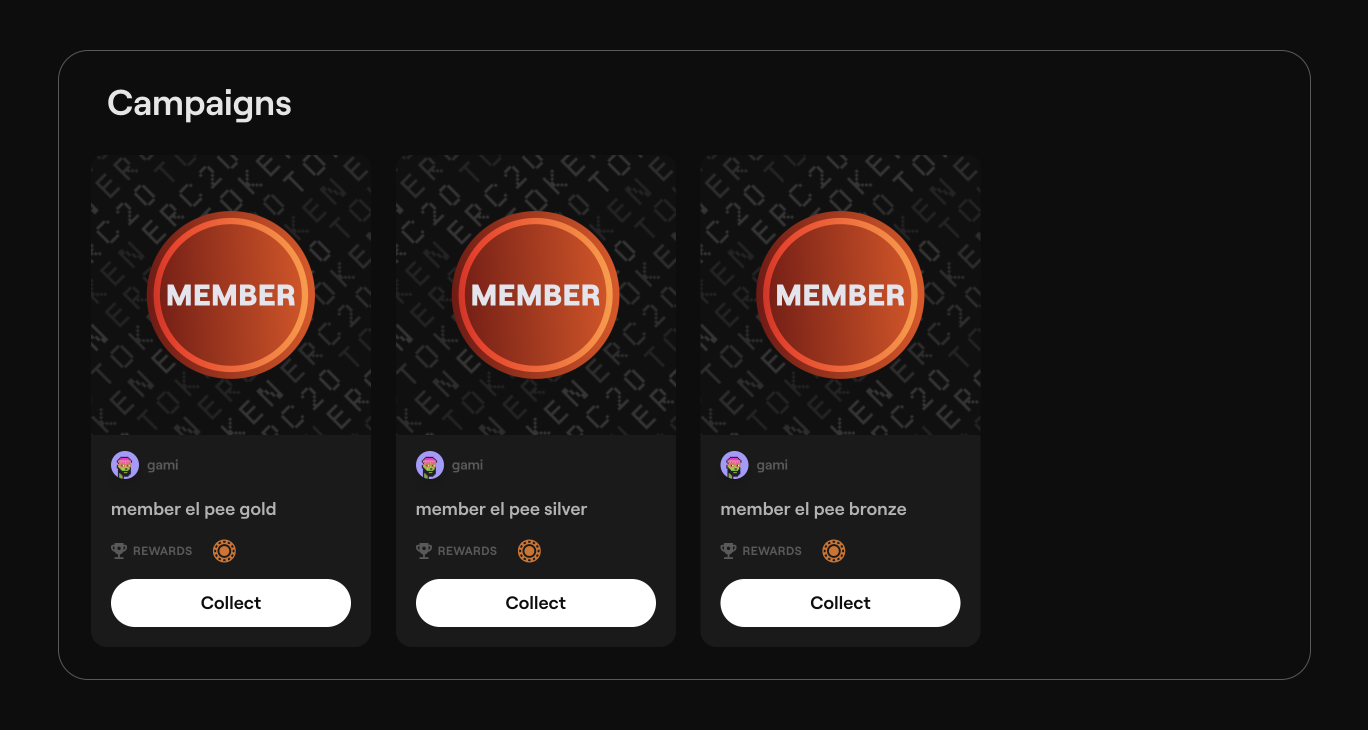 Campaigns
MEMBER
gami
member el pee gold
REWARDS
Collect
MEMBER
gami
member el pee silver
REWARDS
Collect
MEMBER
gami
member el pee bronze
REWARDS
Collect